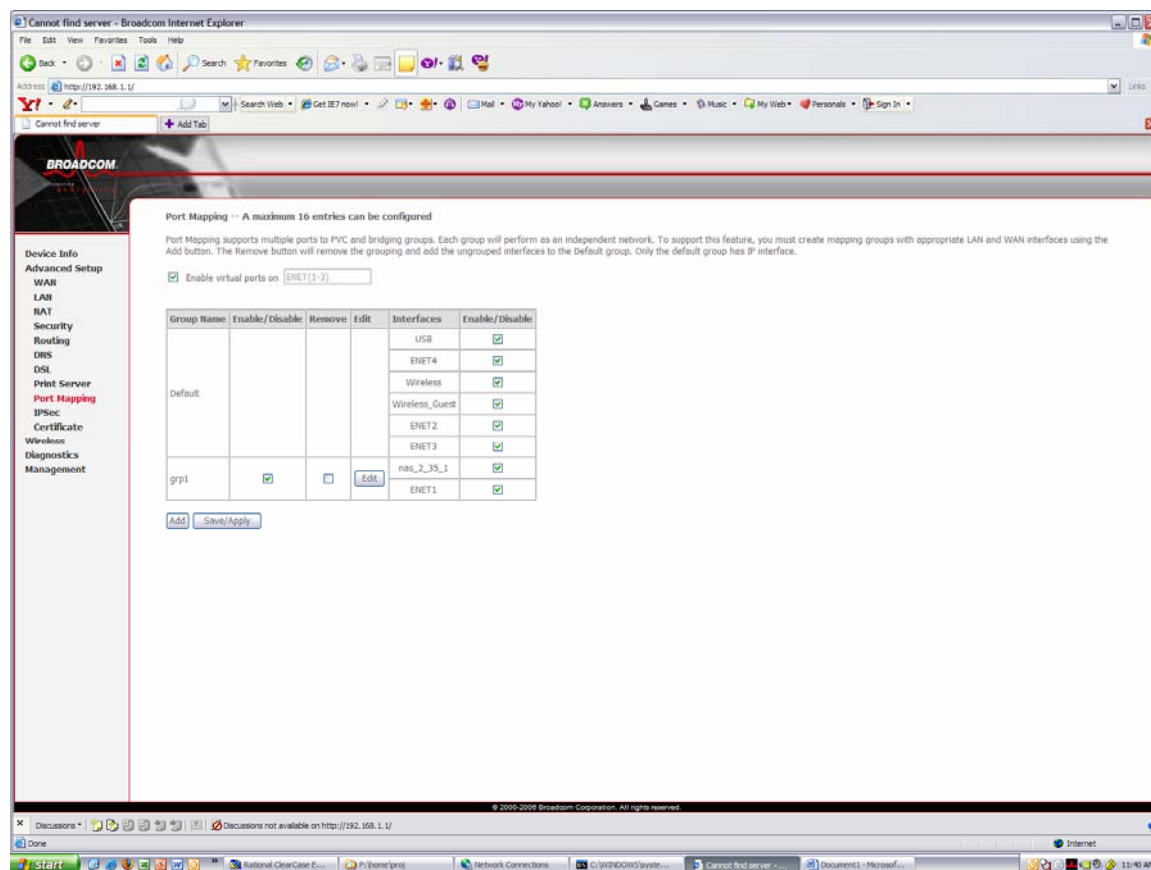 Cannot find server - Broadcom Internet Explorer
File Edit View Favorites Tools Help
Back Search Favorites
Address http://192.168.1.1/ Links
Y! Search Web Get IE7 now! Mail My Yahoo! Answers Games Music My Web Personals Sign In
Cannot find server Add Tab
BROADCOM.
Port Mapping -- A maximum 16 entries can be configured
Port Mapping supports multiple ports to PVC and bridging groups. Each group will perform as an independent network. To support this feature, you must create mapping groups with appropriate LAN and WAN interfaces using the
Add button. The Remove button will remove the grouping and add the ungrouped interfaces to the Default group. Only the default group has IP interface.
Enable virtual ports on ENET(1-3)
Device Info
Advanced Setup
WAN
LAN
NAT
Security
Routing
DNS
DSL
Print Server
Port Mapping
IPSec
Certificate
Wireless
Diagnostics
Management
Group Name Enable/Disable Remove Edit Interfaces Enable/Disable
Default
USB
ENET4
Wireless
Wireless_Guest
ENET2
ENET3
grp1 Edit
nas_2_35_1
ENET1
Add Save/Apply
© 2000-2006 Broadcom Corporation. All rights reserved.
Discussions Discussions not available on http://192.168.1.1/
Done Internet
start Rational ClearCase E... P:\home\proj Network Connections C:\WINDOWS\syste... Cannot find server - ... Document1 - Microsof... 11:40 AM